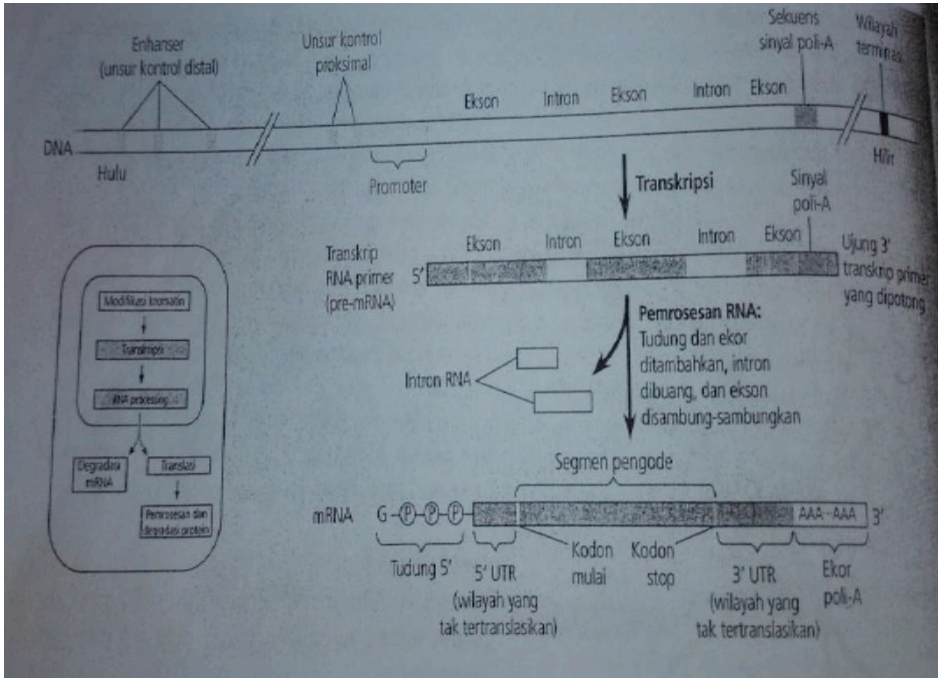 Enhanser
(unsur kontrol distal)
Unsur kontrol
proksimal
Sekuens
sinyal poli-A
Wilayah
terminasi
Ekson
Intron
Ekson
Intron
Ekson
DNA
Hulu
Promoter
Hilir
Transkripsi
Sinyal
poli-A
Transkrip
RNA primer
(pre-mRNA)
5'
Ekson
Intron
Ekson
Intron
Ekson
Ujung 3'
transkrip primer
yang dipotong
Pemrosesan RNA:
Tudung dan ekor
ditambahkan, intron
dibuang, dan ekson
disambung-sambungkan
Intron RNA
Modifikasi kromatin
Transkripsi
RNA processing
Degradasi
mRNA
Translasi
Pemrosesan dan
degradasi protein
Segmen pengode
mRNA
G-P-P-P
AAA···AAA
3'
Tudung 5'
5' UTR
(wilayah yang
tak tertranslasikan)
Kodon
mulai
Kodon
stop
3' UTR
(wilayah yang
tak tertranslasikan)
Ekor
poli-A